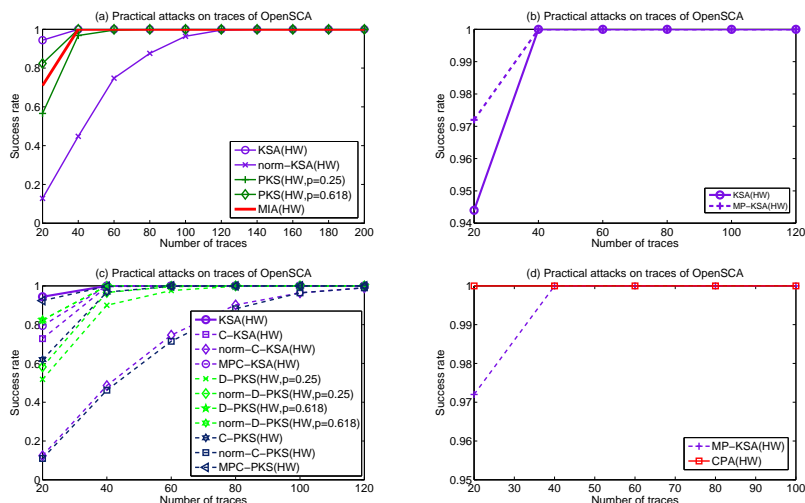 (a) Practical attacks on traces of OpenSCA
1
0.8
0.6
0.4
0.2
0
Success rate
20 40 60 80 100 120 140 160 180 200
Number of traces
KSA(HW)
norm−KSA(HW)
PKS(HW,p=0.25)
PKS(HW,p=0.618)
MIA(HW)
(b) Practical attacks on traces of OpenSCA
1
0.99
0.98
0.97
0.96
0.95
0.94
Success rate
20 40 60 80 100 120
Number of traces
KSA(HW)
MP−KSA(HW)
(c) Practical attacks on traces of OpenSCA
1
0.8
0.6
0.4
0.2
0
Success rate
20 40 60 80 100 120
Number of traces
KSA(HW)
C−KSA(HW)
norm−C−KSA(HW)
MPC−KSA(HW)
D−PKS(HW,p=0.25)
norm−D−PKS(HW,p=0.25)
D−PKS(HW,p=0.618)
norm−D−PKS(HW,p=0.618)
C−PKS(HW)
norm−C−PKS(HW)
MPC−PKS(HW)
(d) Practical attacks on traces of OpenSCA
1
0.99
0.98
0.97
0.96
0.95
Success rate
20 30 40 50 60 70 80 90 100
Number of traces
MP−KSA(HW)
CPA(HW)